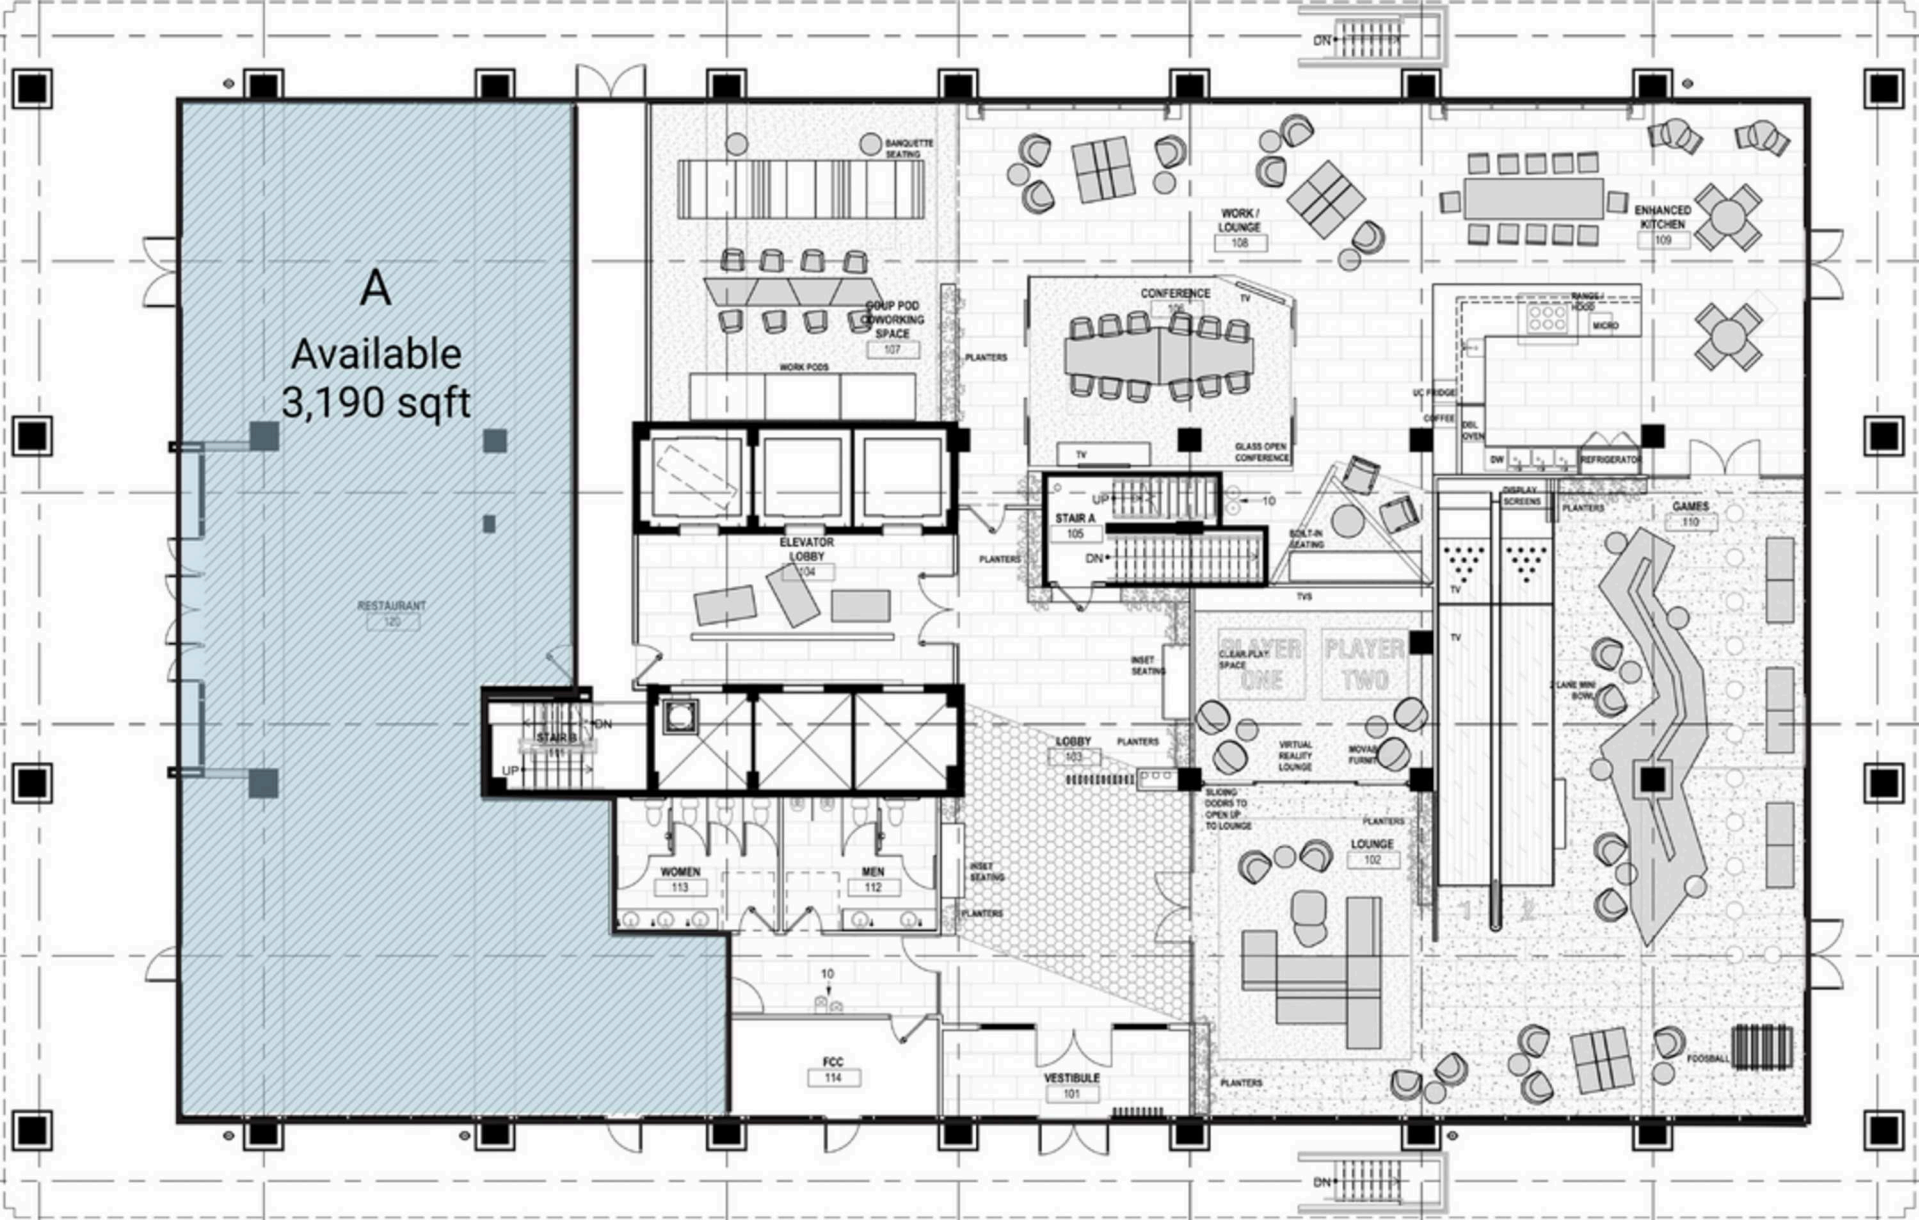 DN
BANQUETTE
SEATING
WORK /
LOUNGE
108
ENHANCED
KITCHEN
109
A
Available
3,190 sqft
GOUP POD
COWORKING
SPACE
107
WORK PODS
PLANTERS
CONFERENCE
106
TV
RANGE /
HOOD
MICRO
UC FRIDGE
COFFEE
DBL
OVEN
DW
REFRIGERATOR
TV
GLASS OPEN
CONFERENCE
UP
STAIR A
105
DN
10
BUILT-IN
SEATING
DISPLAY
SCREENS
PLANTERS
GAMES
110
ELEVATOR
LOBBY
104
PLANTERS
RESTAURANT
120
TVS
TV
TV
INSET
SEATING
CLEAR PLAY
SPACE
PLAYER
ONE
PLAYER
TWO
2 LANE MINI
BOWL
STAIR B
111
DN
UP
LOBBY
103
PLANTERS
VIRTUAL
REALITY
LOUNGE
SLIDING
DOORS TO
OPEN UP
TO LOUNGE
PLANTERS
LOUNGE
102
WOMEN
113
MEN
112
INSET
SEATING
PLANTERS
1
2
10
FCC
114
VESTIBULE
101
PLANTERS
FOOSBALL
DN